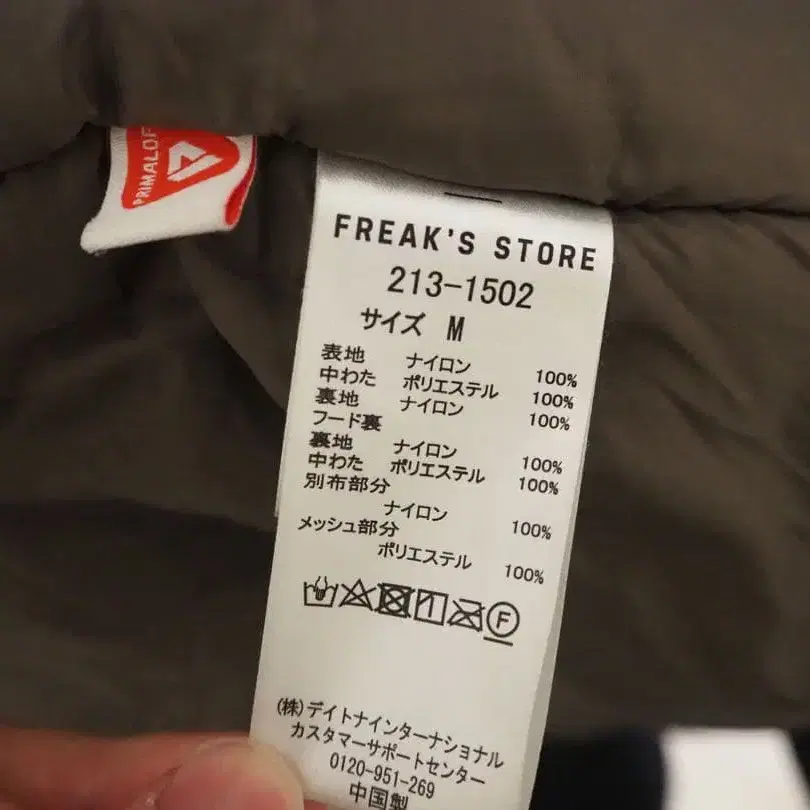 PRIMALOF
FREAK'S STORE
213-1502
サイズ M
表地 ナイロン 100%
中わた ポリエステル 100%
裏地 ナイロン 100%
フード裏
裏地 ナイロン 100%
中わた ポリエステル 100%
別布部分
ナイロン 100%
メッシュ部分
ポリエステル 100%
F
(株)デイトナインターナショナル
カスタマーサポートセンター
0120-951-269
中国製